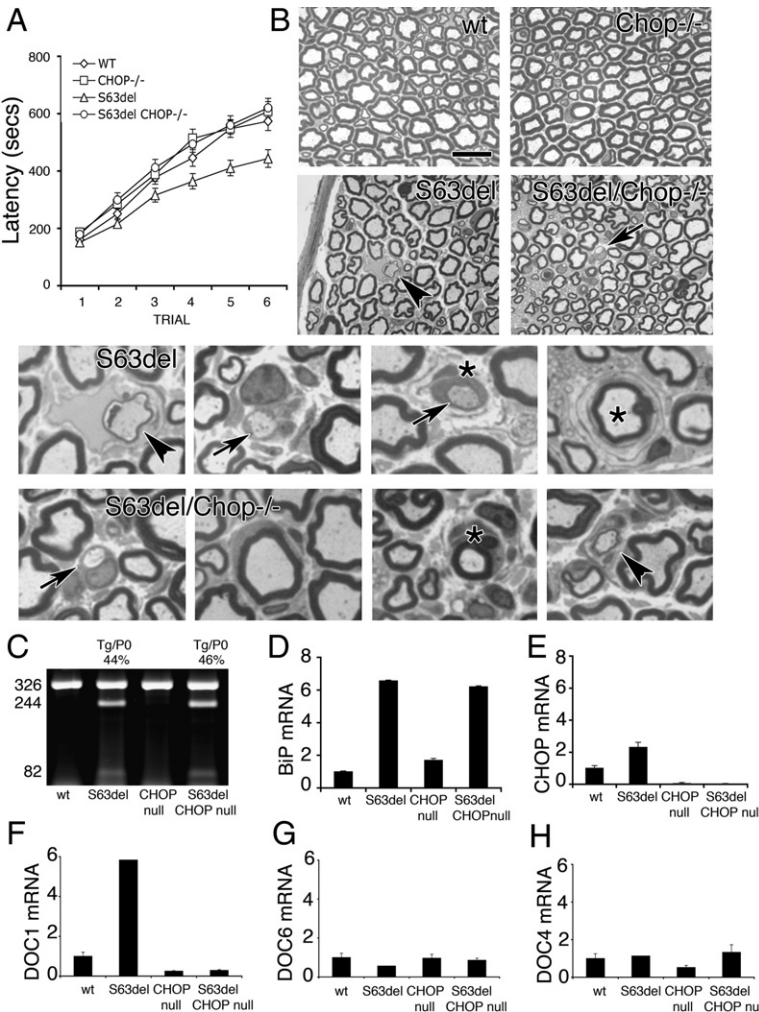 A
800
600
400
200
0
Latency (secs)
WT
CHOP-/-
S63del
S63del CHOP-/-
1 2 3 4 5 6
TRIAL
B
wt
Chop-/-
S63del
S63del/Chop-/-
S63del
*
*
S63del/Chop-/-
*
C
Tg/P0
44%
Tg/P0
46%
326
244
82
wt
S63del
CHOP
null
S63del
CHOP null
D
BiP mRNA
8
6
4
2
0
wt
S63del
CHOP
null
S63del
CHOPnull
E
CHOP mRNA
8
6
4
2
0
wt
S63del
CHOP
null
S63del
CHOP nul
F
DOC1 mRNA
6
4
2
0
wt
S63del
CHOP
null
S63del
CHOP null
G
DOC6 mRNA
6
4
2
0
wt
S63del
CHOP
null
S63del
CHOP null
H
DOC4 mRNA
6
4
2
0
wt
S63del
CHOP
null
S63del
CHOP nu